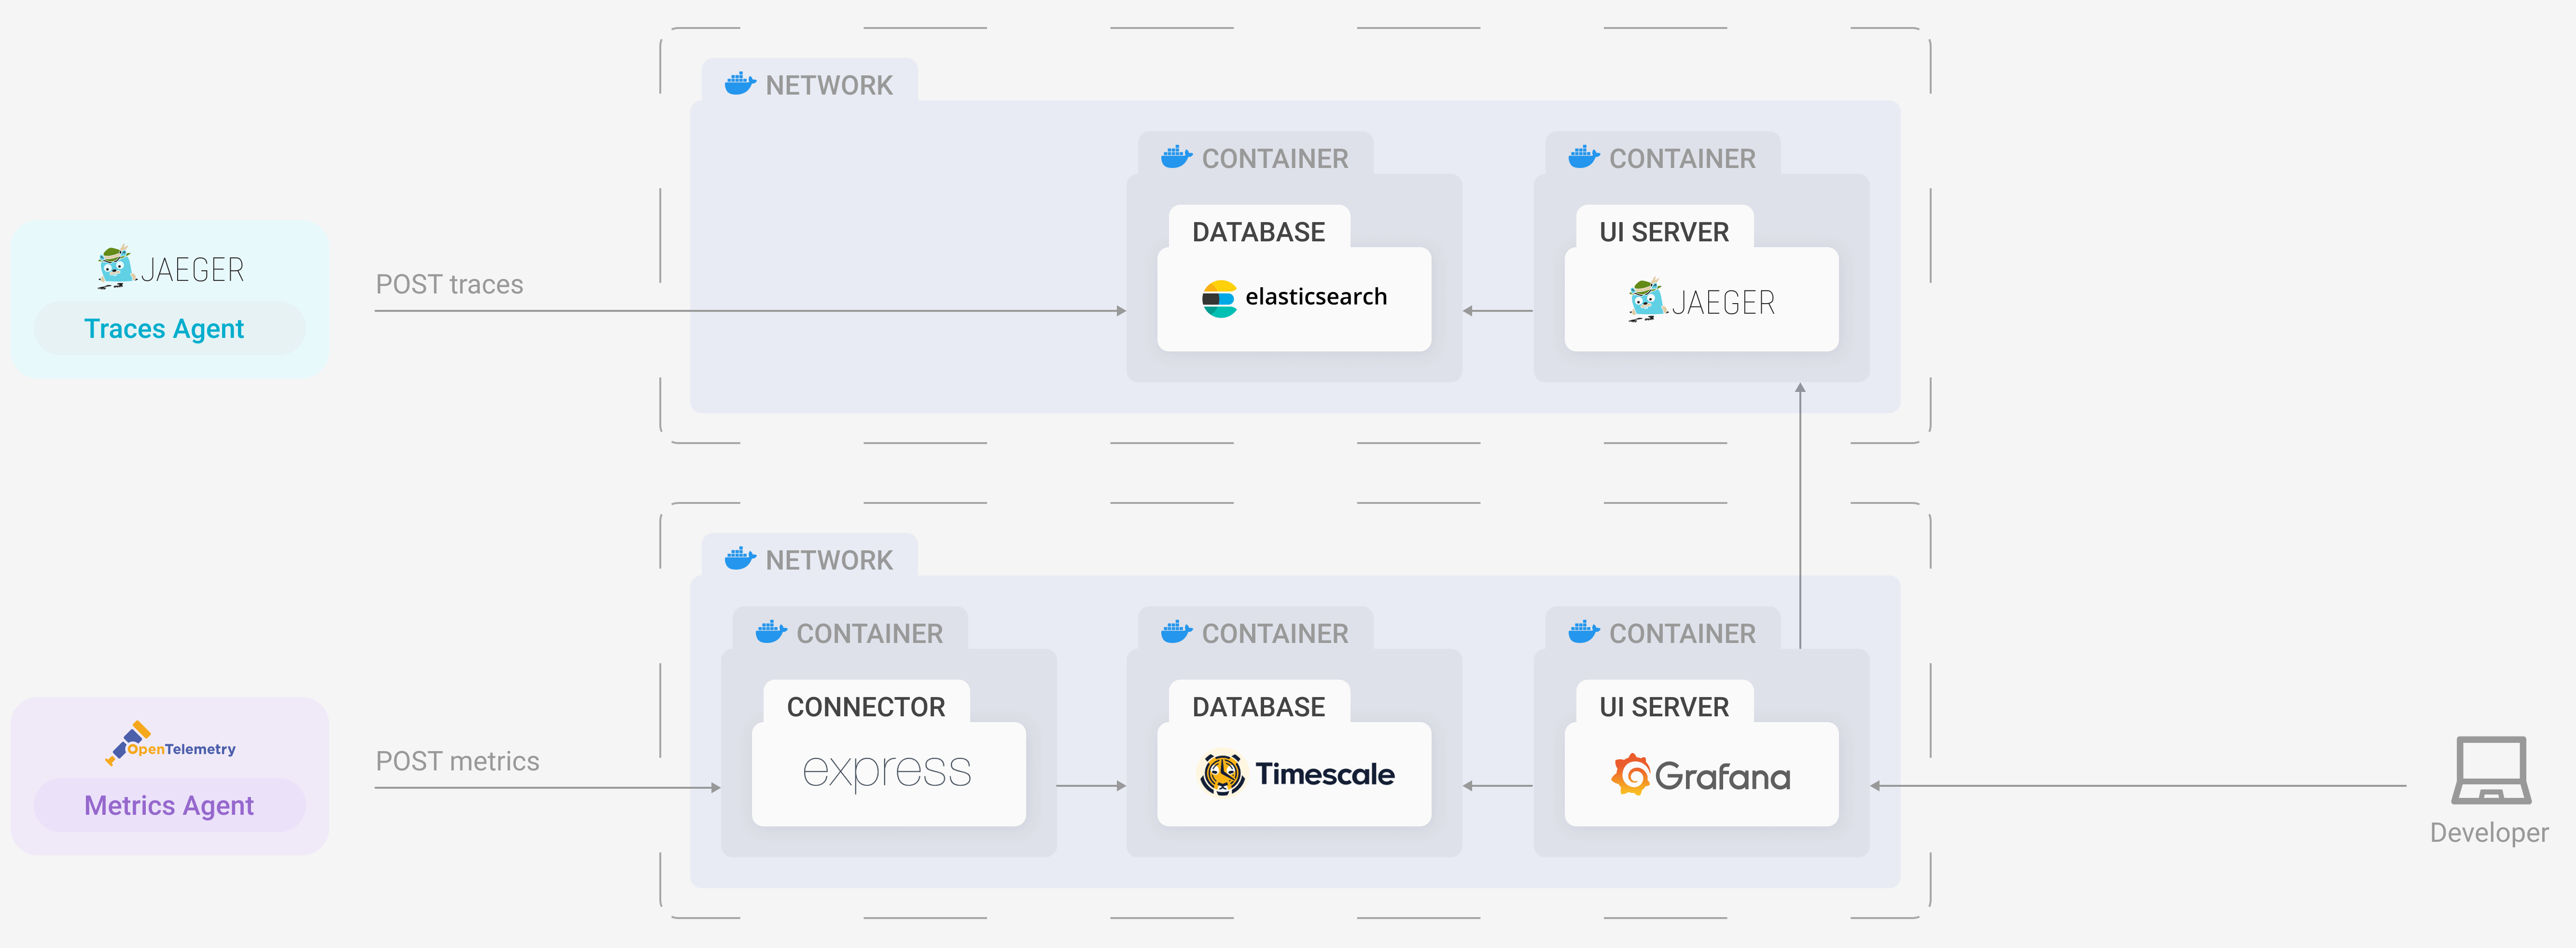 NETWORK
CONTAINER
CONTAINER
DATABASE
UI SERVER
JAEGER
Traces Agent
POST traces
elasticsearch
JAEGER
NETWORK
CONTAINER
CONTAINER
CONTAINER
CONNECTOR
DATABASE
UI SERVER
OpenTelemetry
Metrics Agent
POST metrics
express
Timescale
Grafana
Developer